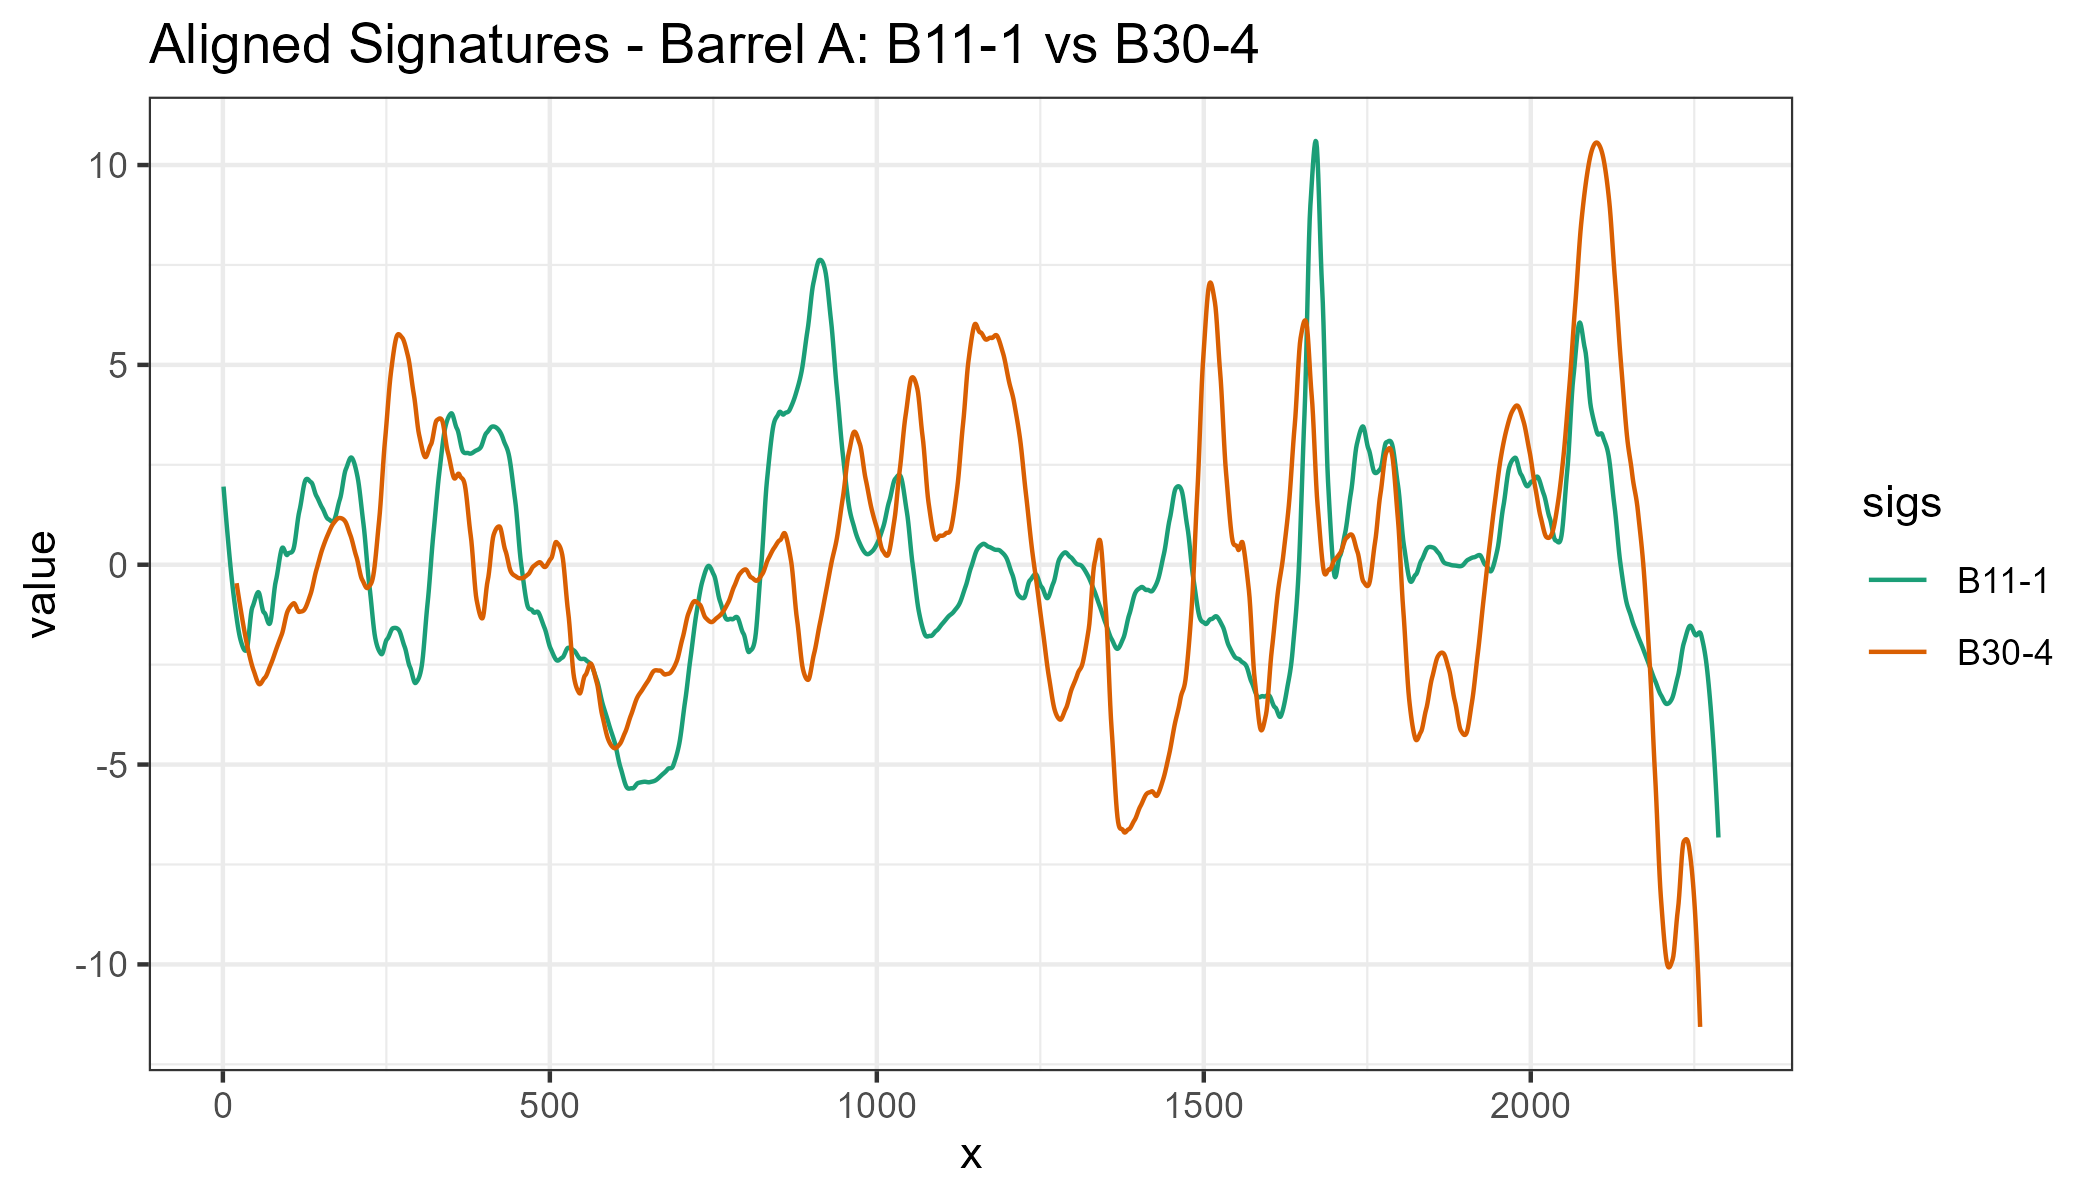 Aligned Signatures - Barrel A: B11-1 vs B30-4
10
5
0
-5
-10
value
0 500 1000 1500 2000
x
sigs
B11-1
B30-4